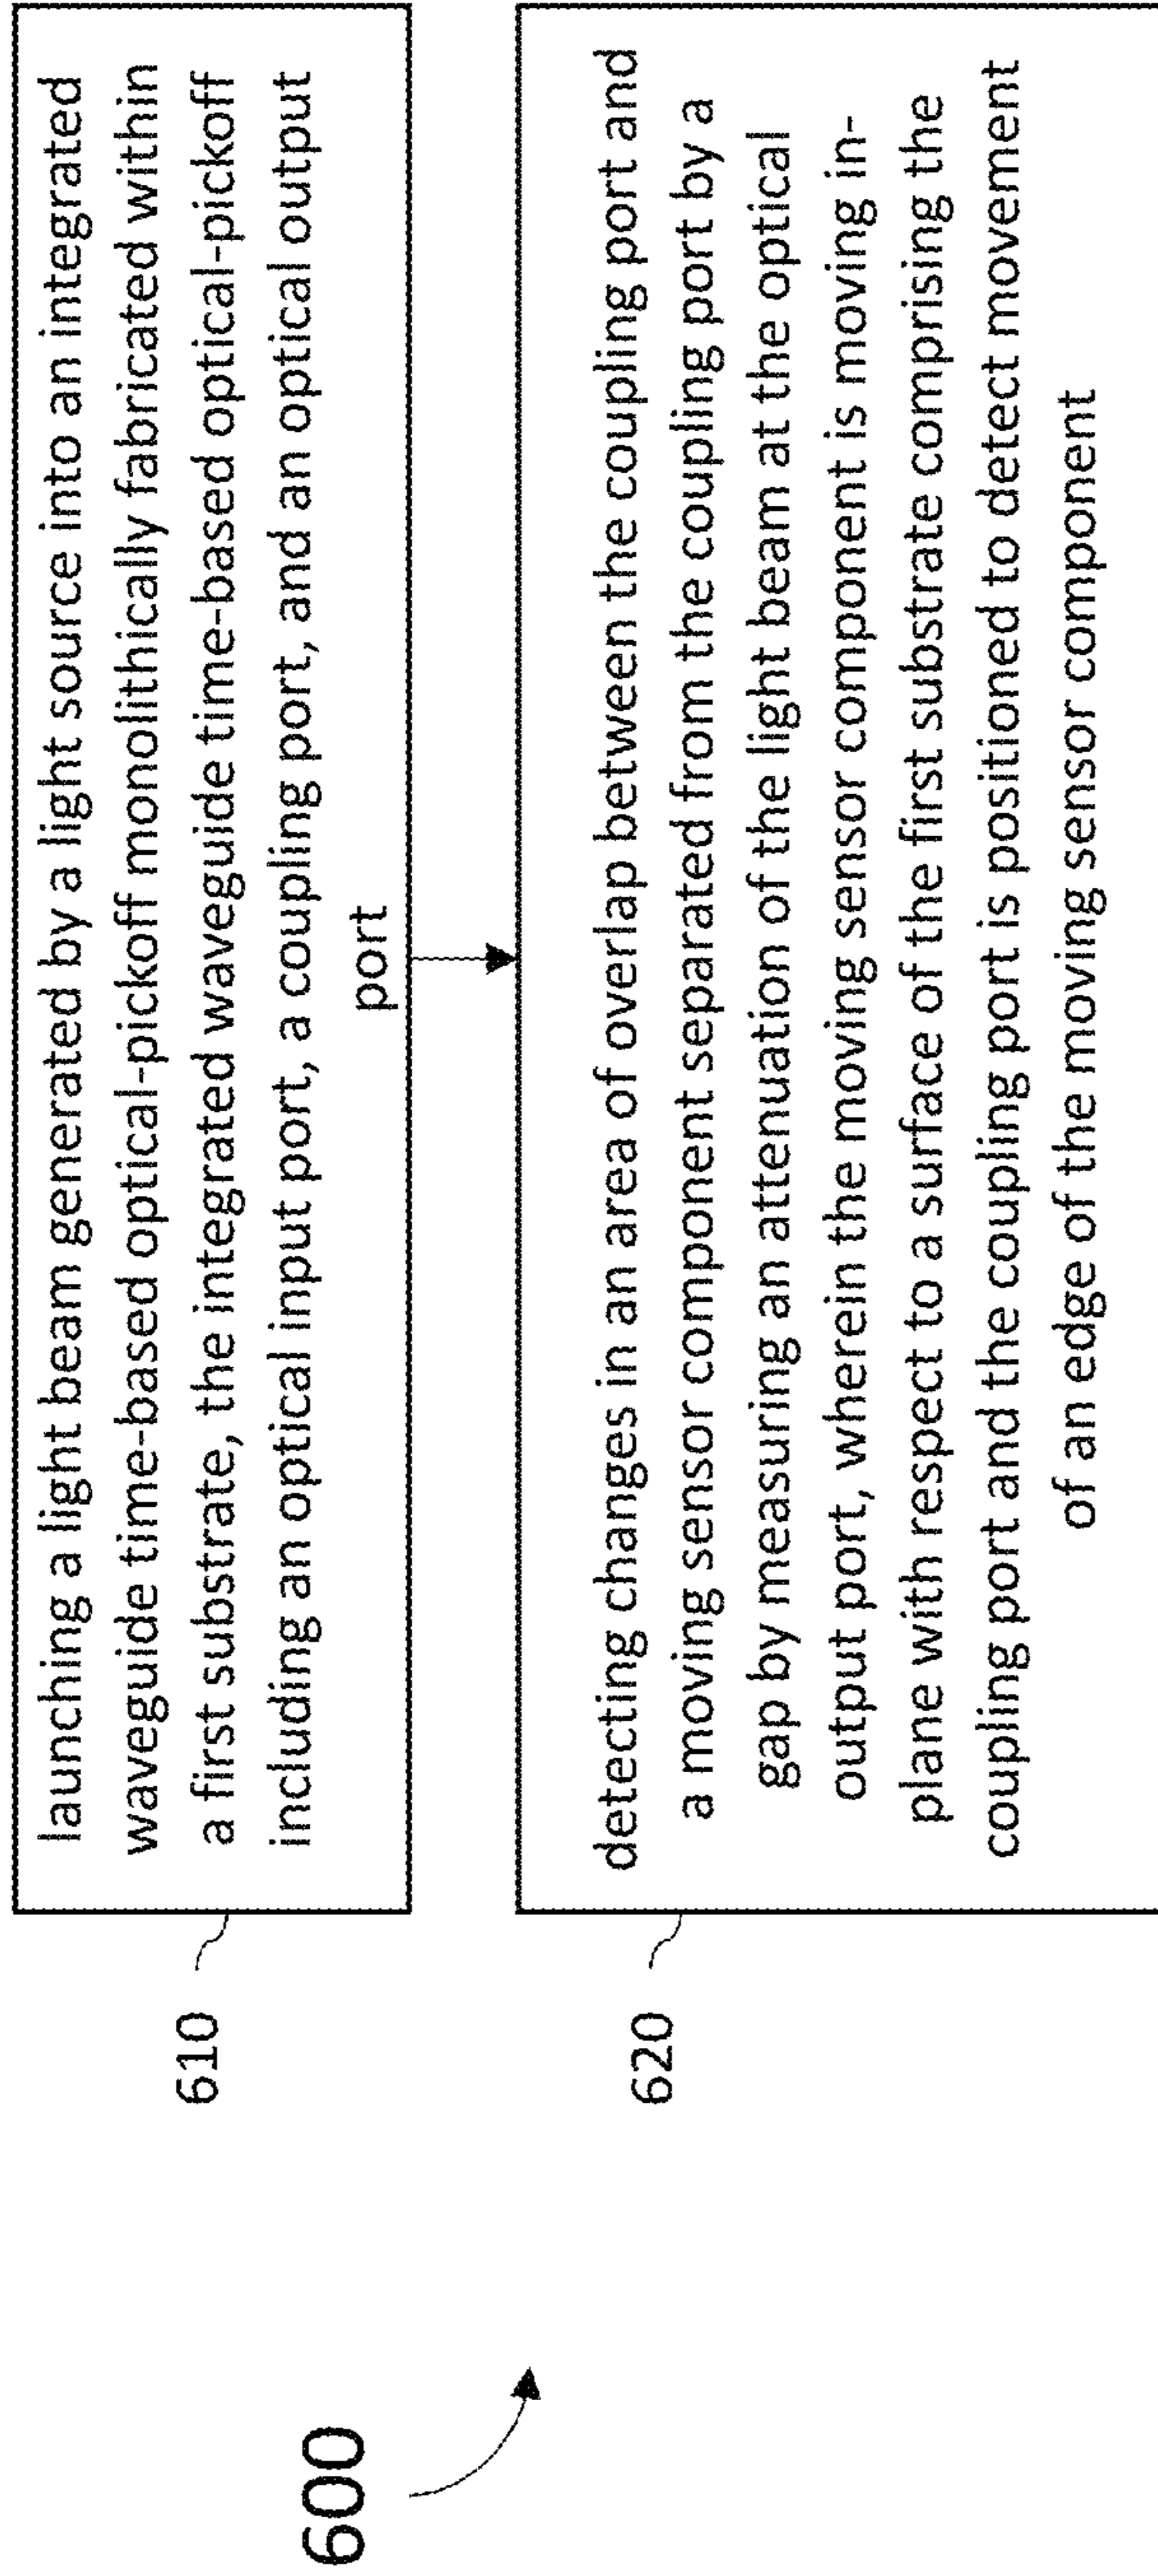 launching a light beam generated by a light source into an integrated
waveguide time-based optical-pickoff monolithically fabricated within
a first substrate, the integrated waveguide time-based optical-pickoff
including an optical input port, a coupling port, and an optical output
port
610
detecting changes in an area of overlap between the coupling port and
a moving sensor component separated from the coupling port by a
gap by measuring an attenuation of the light beam at the optical
output port, wherein the moving sensor component is moving in-
plane with respect to a surface of the first substrate comprising the
coupling port and the coupling port is positioned to detect movement
of an edge of the moving sensor component
620
600